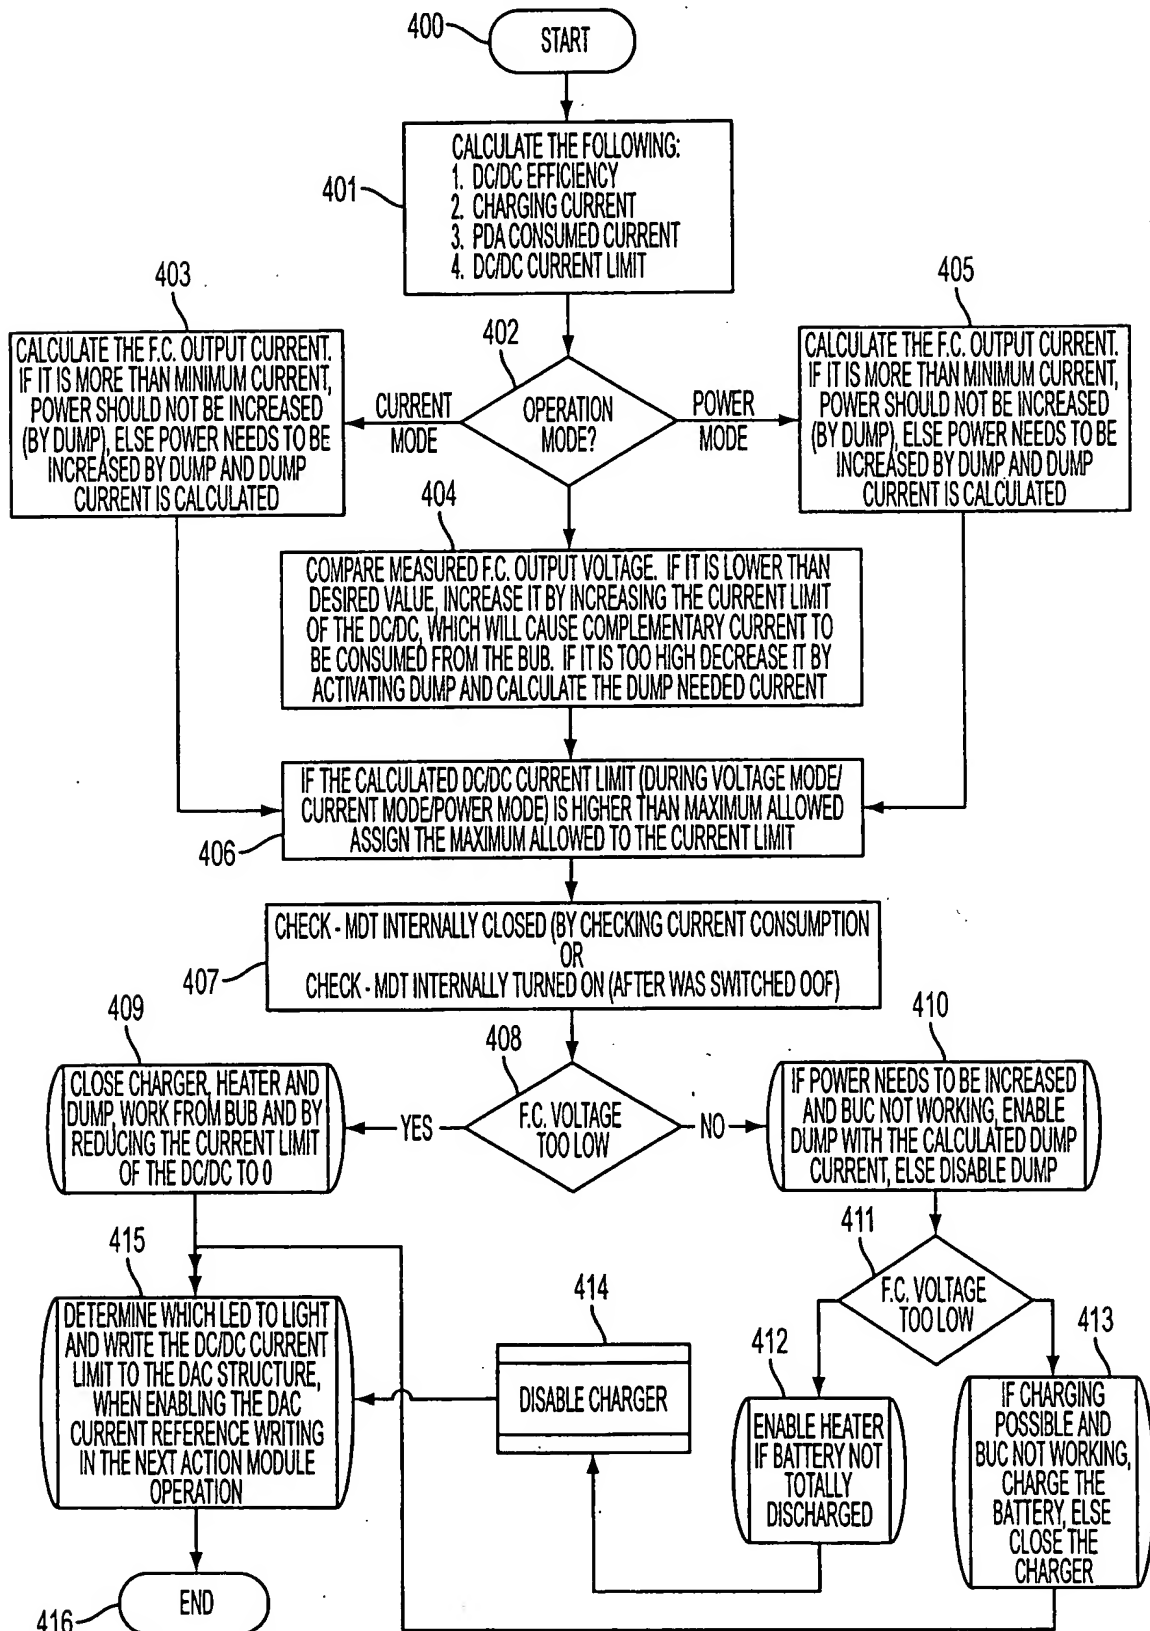 400
START
401
CALCULATE THE FOLLOWING:
1. DC/DC EFFICIENCY
2. CHARGING CURRENT
3. PDA CONSUMED CURRENT
4. DC/DC CURRENT LIMIT
403
CALCULATE THE F.C. OUTPUT CURRENT.
IF IT IS MORE THAN MINIMUM CURRENT,
POWER SHOULD NOT BE INCREASED
(BY DUMP), ELSE POWER NEEDS TO BE
INCREASED BY DUMP AND DUMP
CURRENT IS CALCULATED
CURRENT
MODE
402
OPERATION
MODE?
POWER
MODE
405
CALCULATE THE F.C. OUTPUT CURRENT.
IF IT IS MORE THAN MINIMUM CURRENT,
POWER SHOULD NOT BE INCREASED
(BY DUMP), ELSE POWER NEEDS TO BE
INCREASED BY DUMP AND DUMP
CURRENT IS CALCULATED
404
COMPARE MEASURED F.C. OUTPUT VOLTAGE. IF IT IS LOWER THAN
DESIRED VALUE, INCREASE IT BY INCREASING THE CURRENT LIMIT
OF THE DC/DC, WHICH WILL CAUSE COMPLEMENTARY CURRENT TO
BE CONSUMED FROM THE BUB. IF IT IS TOO HIGH DECREASE IT BY
ACTIVATING DUMP AND CALCULATE THE DUMP NEEDED CURRENT
IF THE CALCULATED DC/DC CURRENT LIMIT (DURING VOLTAGE MODE/
CURRENT MODE/POWER MODE) IS HIGHER THAN MAXIMUM ALLOWED
ASSIGN THE MAXIMUM ALLOWED TO THE CURRENT LIMIT
406
CHECK - MDT INTERNALLY CLOSED (BY CHECKING CURRENT CONSUMPTION
OR
CHECK - MDT INTERNALLY TURNED ON (AFTER WAS SWITCHED OOF)
407
409
CLOSE CHARGER, HEATER AND
DUMP, WORK FROM BUB AND BY
REDUCING THE CURRENT LIMIT
OF THE DC/DC TO 0
YES
408
F.C. VOLTAGE
TOO LOW
NO
410
IF POWER NEEDS TO BE INCREASED
AND BUC NOT WORKING, ENABLE
DUMP WITH THE CALCULATED DUMP
CURRENT, ELSE DISABLE DUMP
411
F.C. VOLTAGE
TOO LOW
415
DETERMINE WHICH LED TO LIGHT
AND WRITE THE DC/DC CURRENT
LIMIT TO THE DAC STRUCTURE,
WHEN ENABLING THE DAC
CURRENT REFERENCE WRITING
IN THE NEXT ACTION MODULE
OPERATION
414
DISABLE CHARGER
412
ENABLE HEATER
IF BATTERY NOT
TOTALLY
DISCHARGED
413
IF CHARGING
POSSIBLE AND
BUC NOT WORKING,
CHARGE THE
BATTERY, ELSE
CLOSE THE
CHARGER
END
416